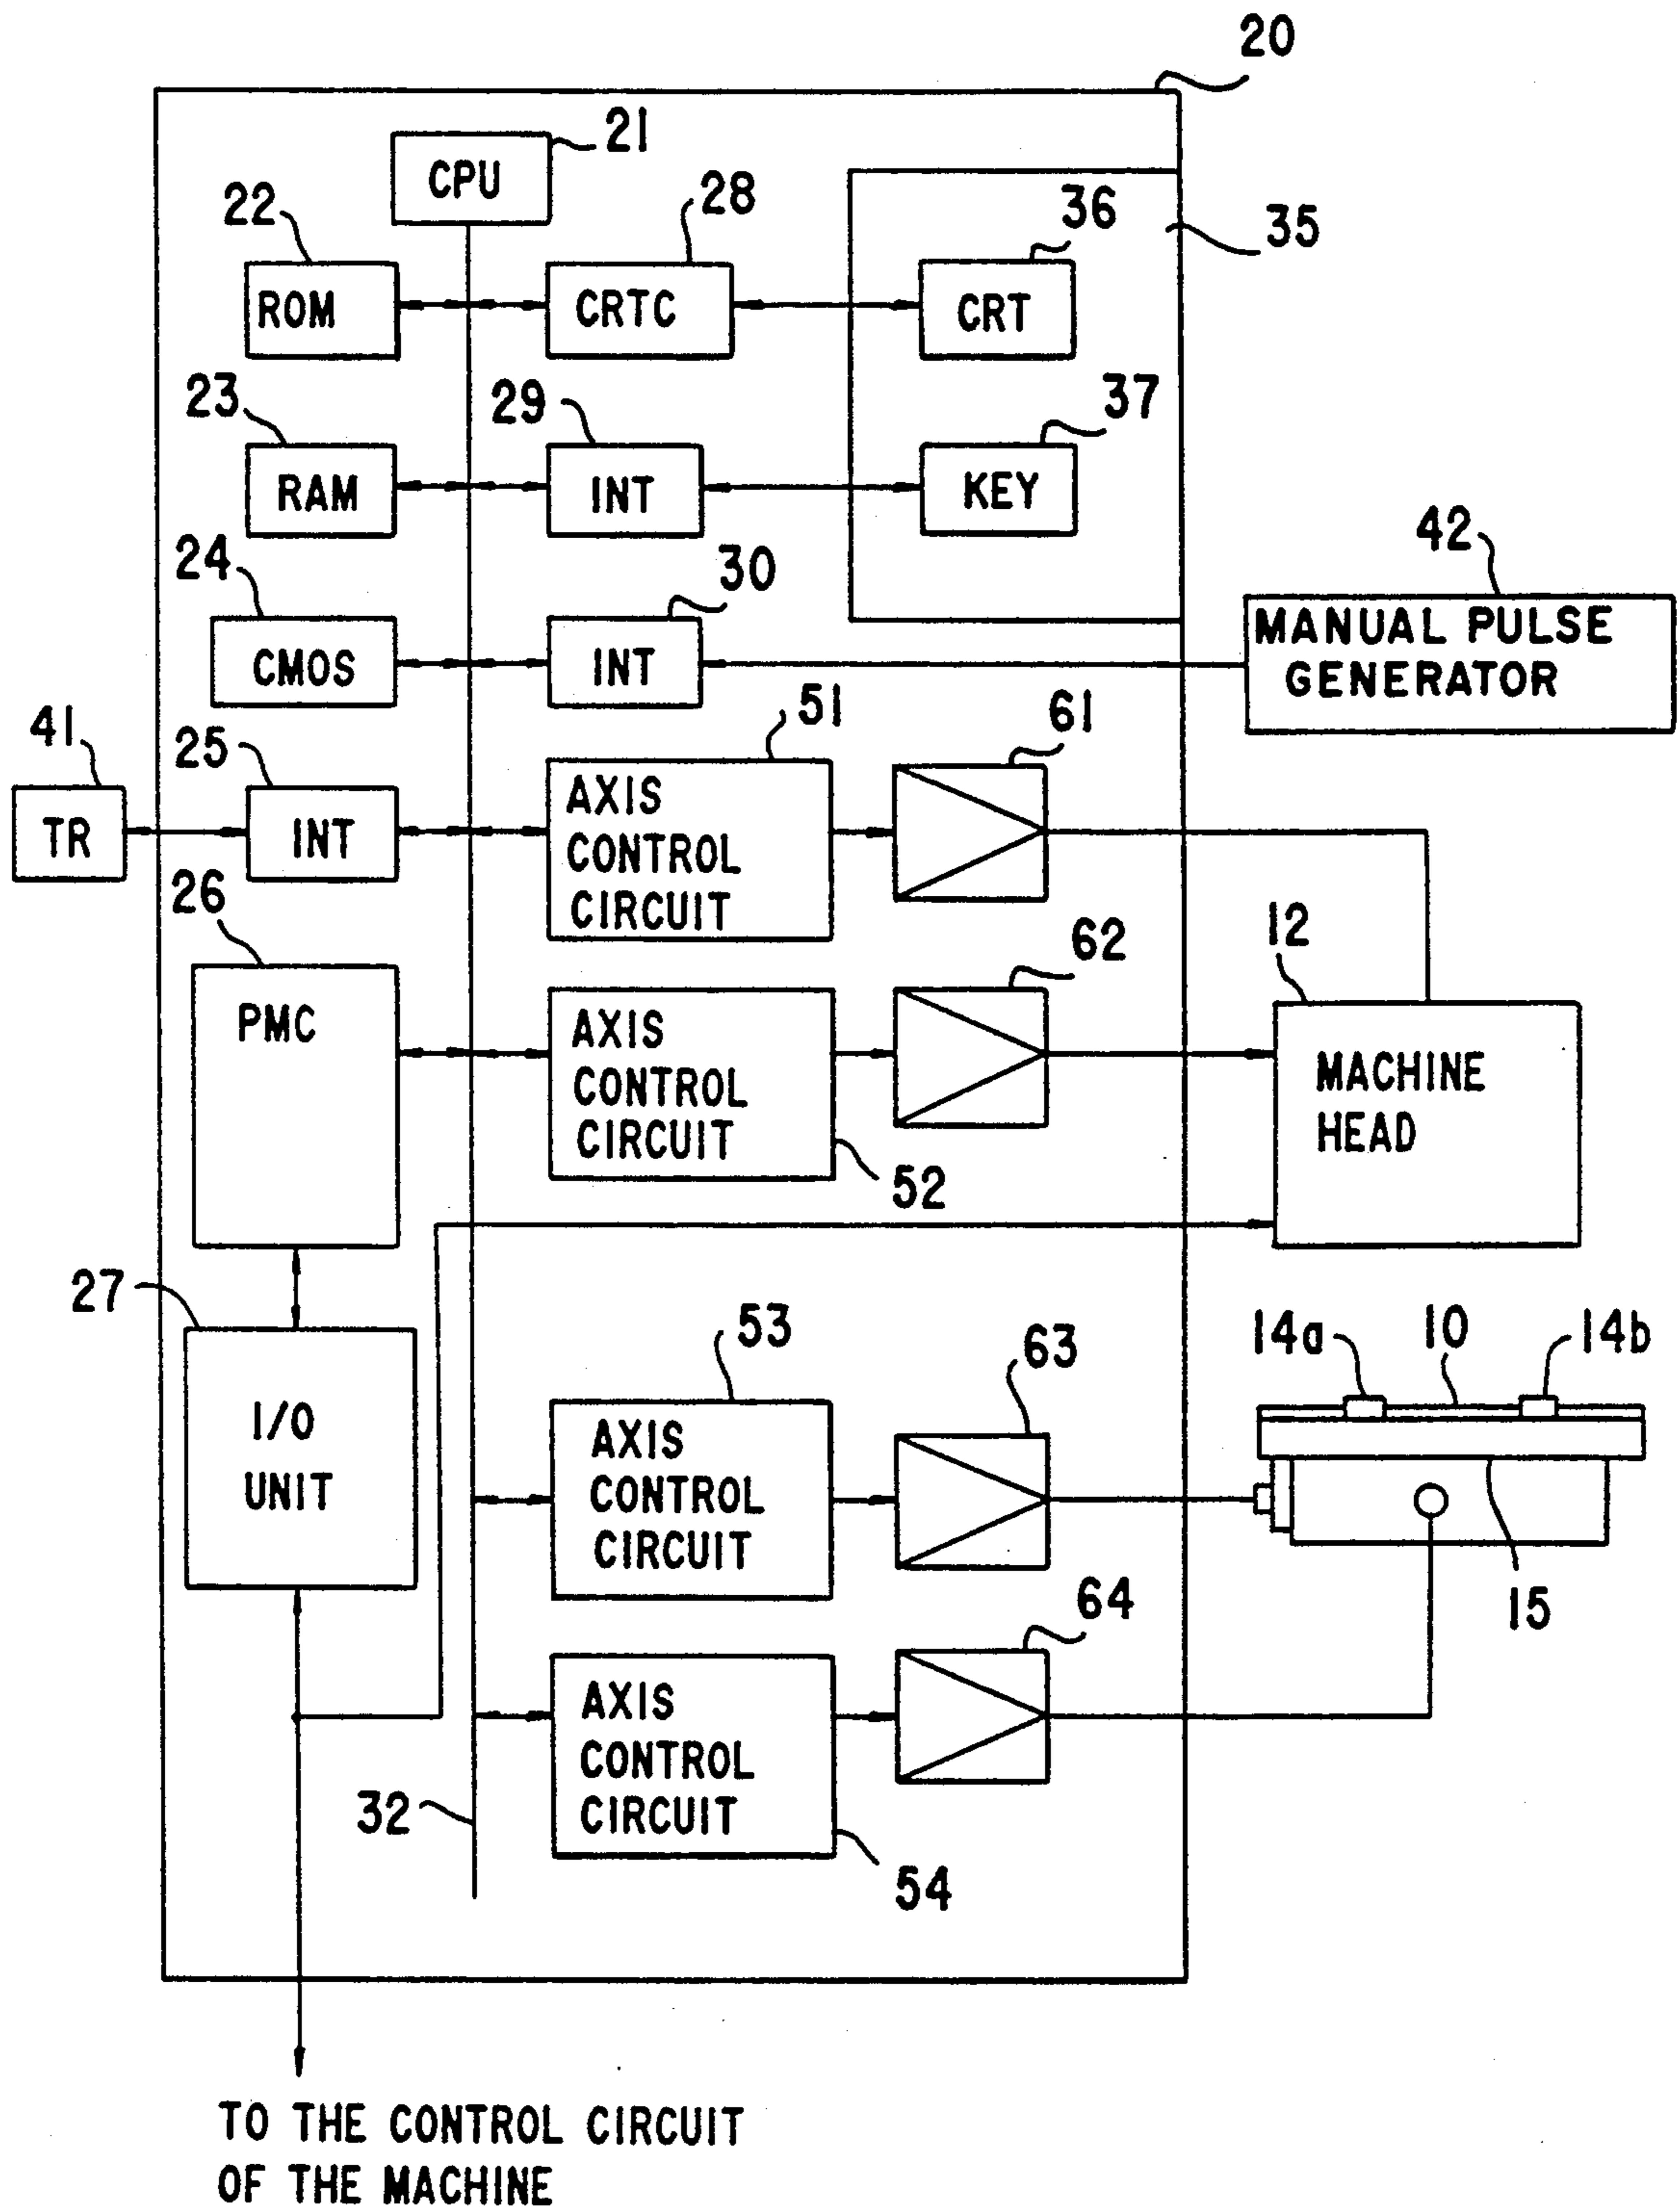 20
21
CPU
22
28
36
35
ROM
CRTC
CRT
23
29
37
RAM
INT
KEY
24
30
42
CMOS
INT
MANUAL PULSE
GENERATOR
41
25
51
61
TR
INT
AXIS
CONTROL
CIRCUIT
26
62
12
PMC
AXIS
CONTROL
CIRCUIT
MACHINE
HEAD
52
27
53
63
14a
10
14b
I/O
UNIT
AXIS
CONTROL
CIRCUIT
15
64
AXIS
CONTROL
CIRCUIT
32
54
TO THE CONTROL CIRCUIT
OF THE MACHINE